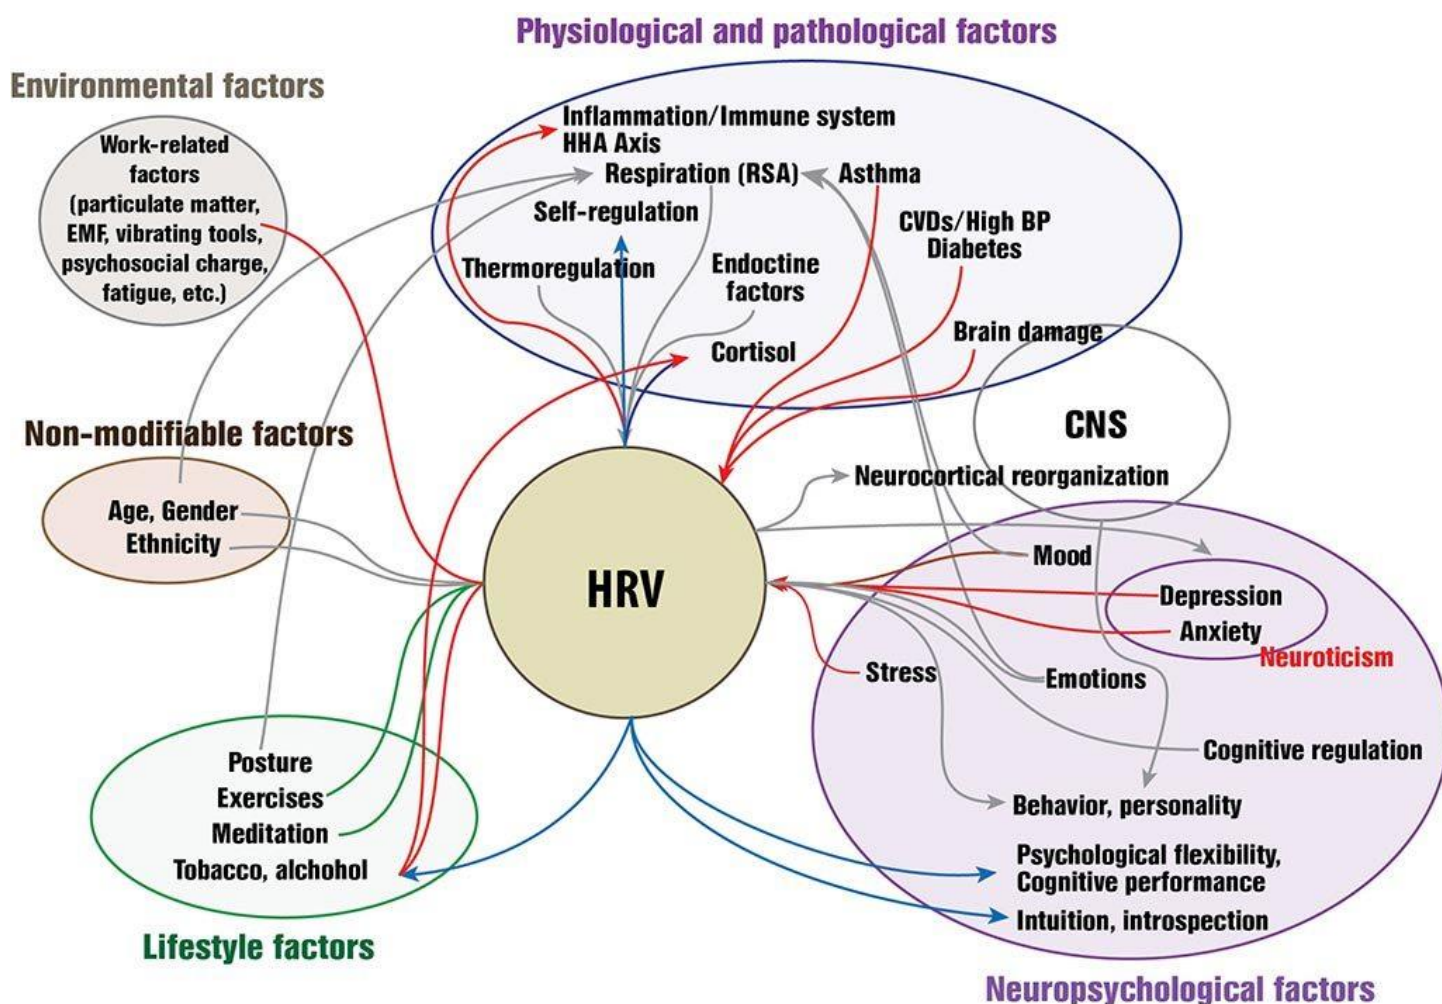 Physiological and pathological factors
Environmental factors
Work-related
factors
(particulate matter,
EMF, vibrating tools,
psychosocial charge,
fatigue, etc.)
Inflammation/Immune system
HHA Axis
Respiration (RSA)
Asthma
Self-regulation
CVDs/High BP
Diabetes
Thermoregulation
Endoctine
factors
Brain damage
Cortisol
CNS
Non-modifiable factors
Age, Gender
Ethnicity
Neurocortical reorganization
HRV
Mood
Depression
Anxiety
Neuroticism
Stress
Emotions
Cognitive regulation
Behavior, personality
Psychological flexibility,
Cognitive performance
Intuition, introspection
Posture
Exercises
Meditation
Tobacco, alchohol
Lifestyle factors
Neuropsychological factors